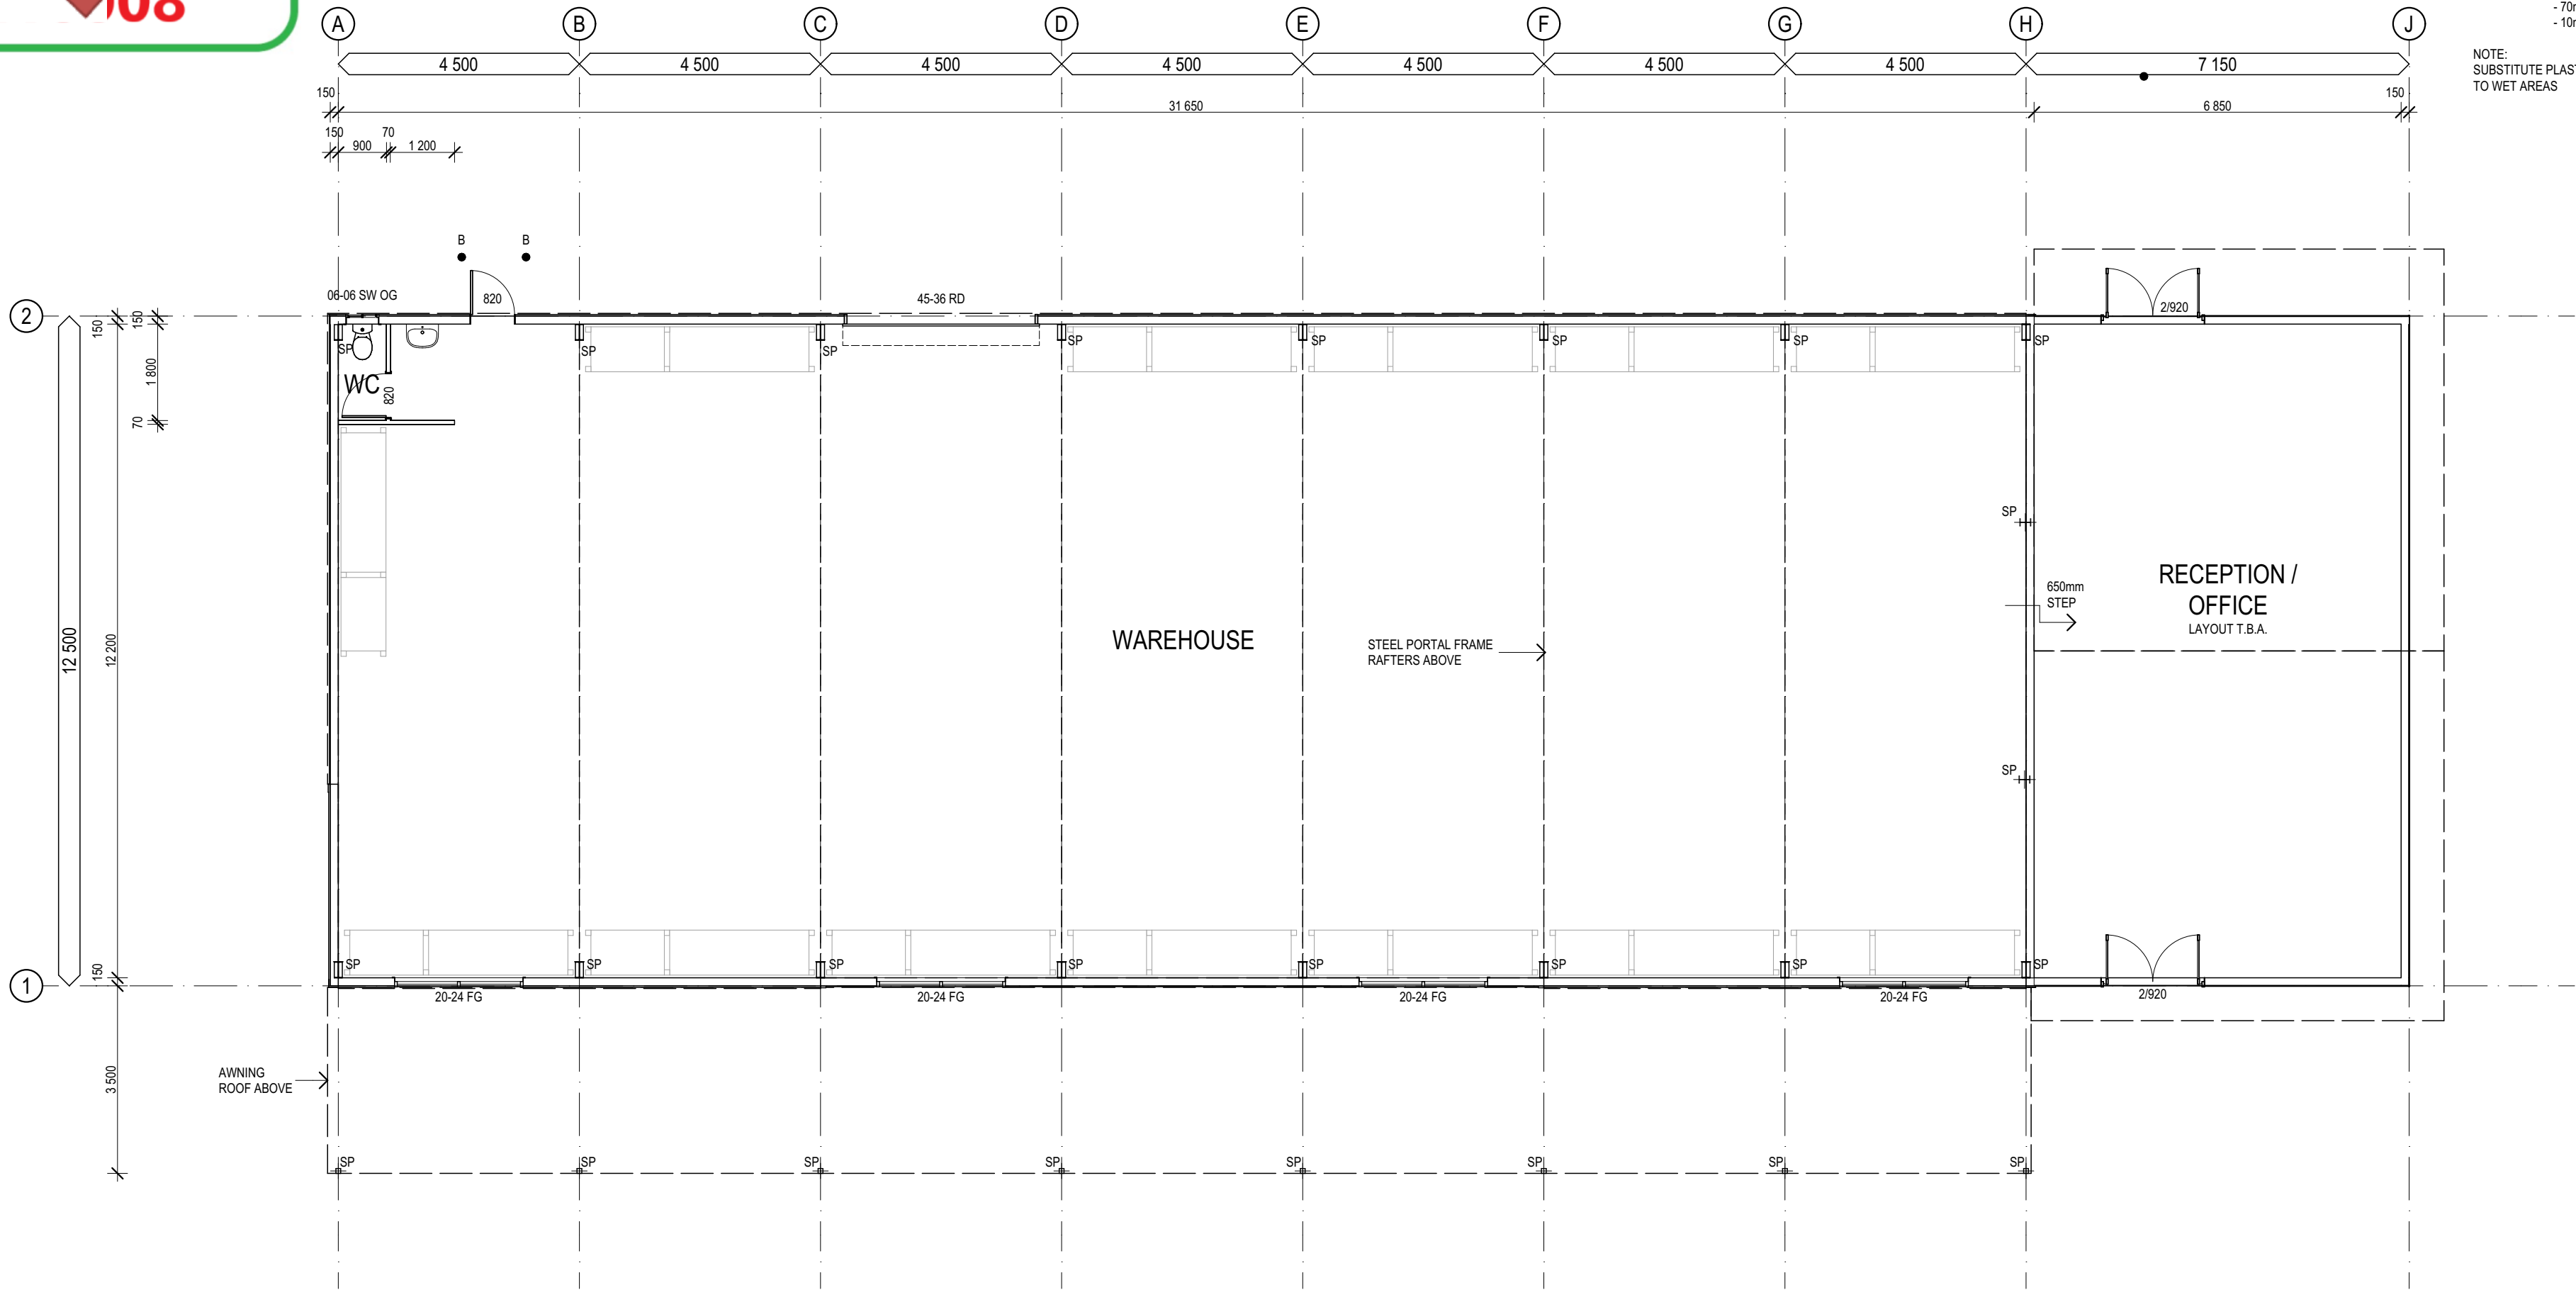 08
A
B
C
D
E
F
G
H
J
4 500
4 500
4 500
4 500
4 500
4 500
4 500
7 150
NOTE:
TO WET AREAS
150
31 650
6 850
150
150
900
70
1 200
B
B
06-06 SW OG
820
45-36 RD
2/920
2
150
150
SP
SP
SP
SP
SP
SP
SP
SP
WC
820
1 800
70
SP
650mm
STEP
RECEPTION /
OFFICE
LAYOUT T.B.A.
WAREHOUSE
STEEL PORTAL FRAME
RAFTERS ABOVE
12 500
12 200
SP
150
SP
SP
SP
SP
SP
SP
SP
SP
1
20-24 FG
20-24 FG
20-24 FG
20-24 FG
2/920
3 500
AWNING
ROOF ABOVE
SP
SP
SP
SP
SP
SP
SP
SP